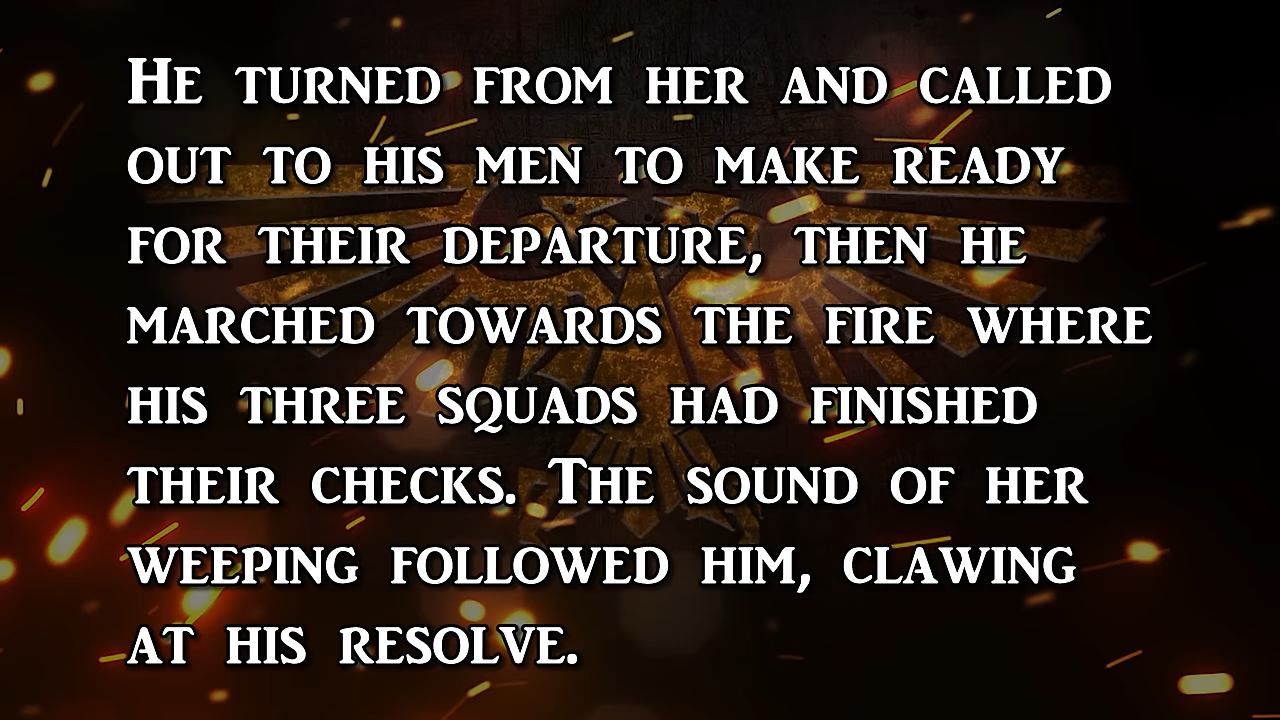 He turned from her and called
out to his men to make ready
for their departure, then he
marched towards the fire where
his three squads had finished
their checks. The sound of her
weeping followed him, clawing
at his resolve.